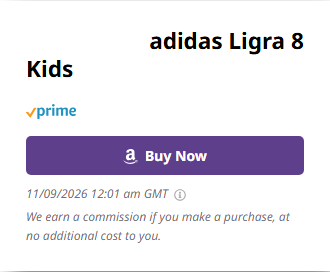 adidas Ligra 8
Kids
prime
a Buy Now
11/09/2026 12:01 am GMT
We earn a commission if you make a purchase, at
no additional cost to you.